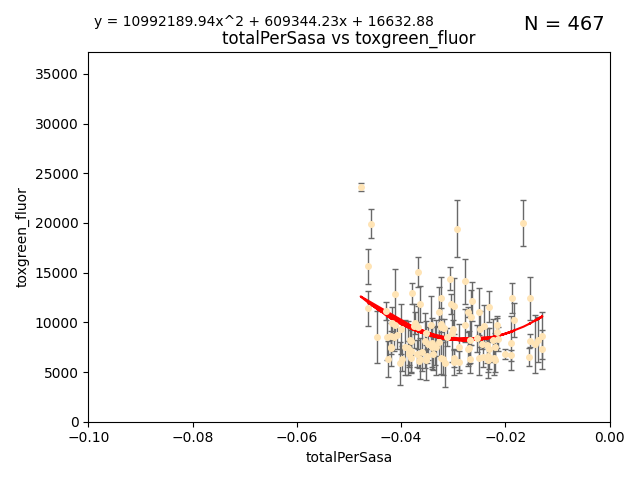 y = 10992189.94x^2 + 609344.23x + 16632.88
N = 467
totalPerSasa vs toxgreen_fluor
35000
30000
25000
20000
15000
10000
5000
0
toxgreen_fluor
−0.10 −0.08 −0.06 −0.04 −0.02 0.00
totalPerSasa